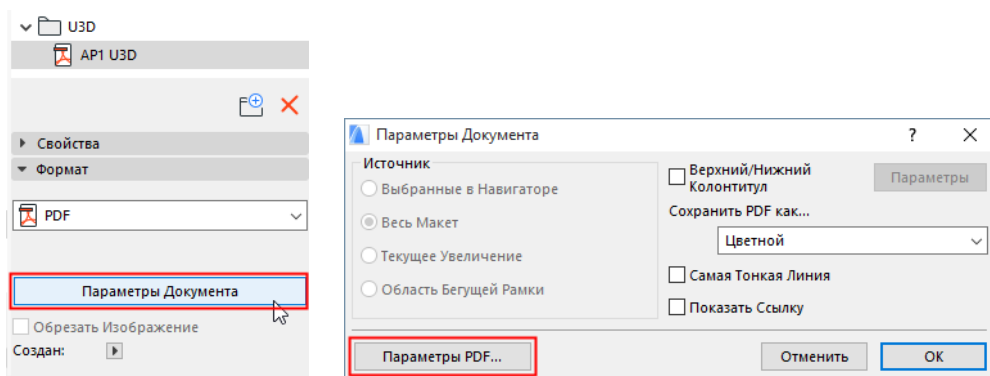 U3D
AP1 U3D
Свойства
Формат
PDF
Параметры Документа
Обрезать Изображение
Создан:
Параметры Документа
?
Источник
Выбранные в Навигаторе
Весь Макет
Текущее Увеличение
Область Бегущей Рамки
Верхний/Нижний
Колонтитул
Параметры
Сохранить PDF как...
Цветной
Самая Тонкая Линия
Показать Ссылку
Параметры PDF...
Отменить
OK